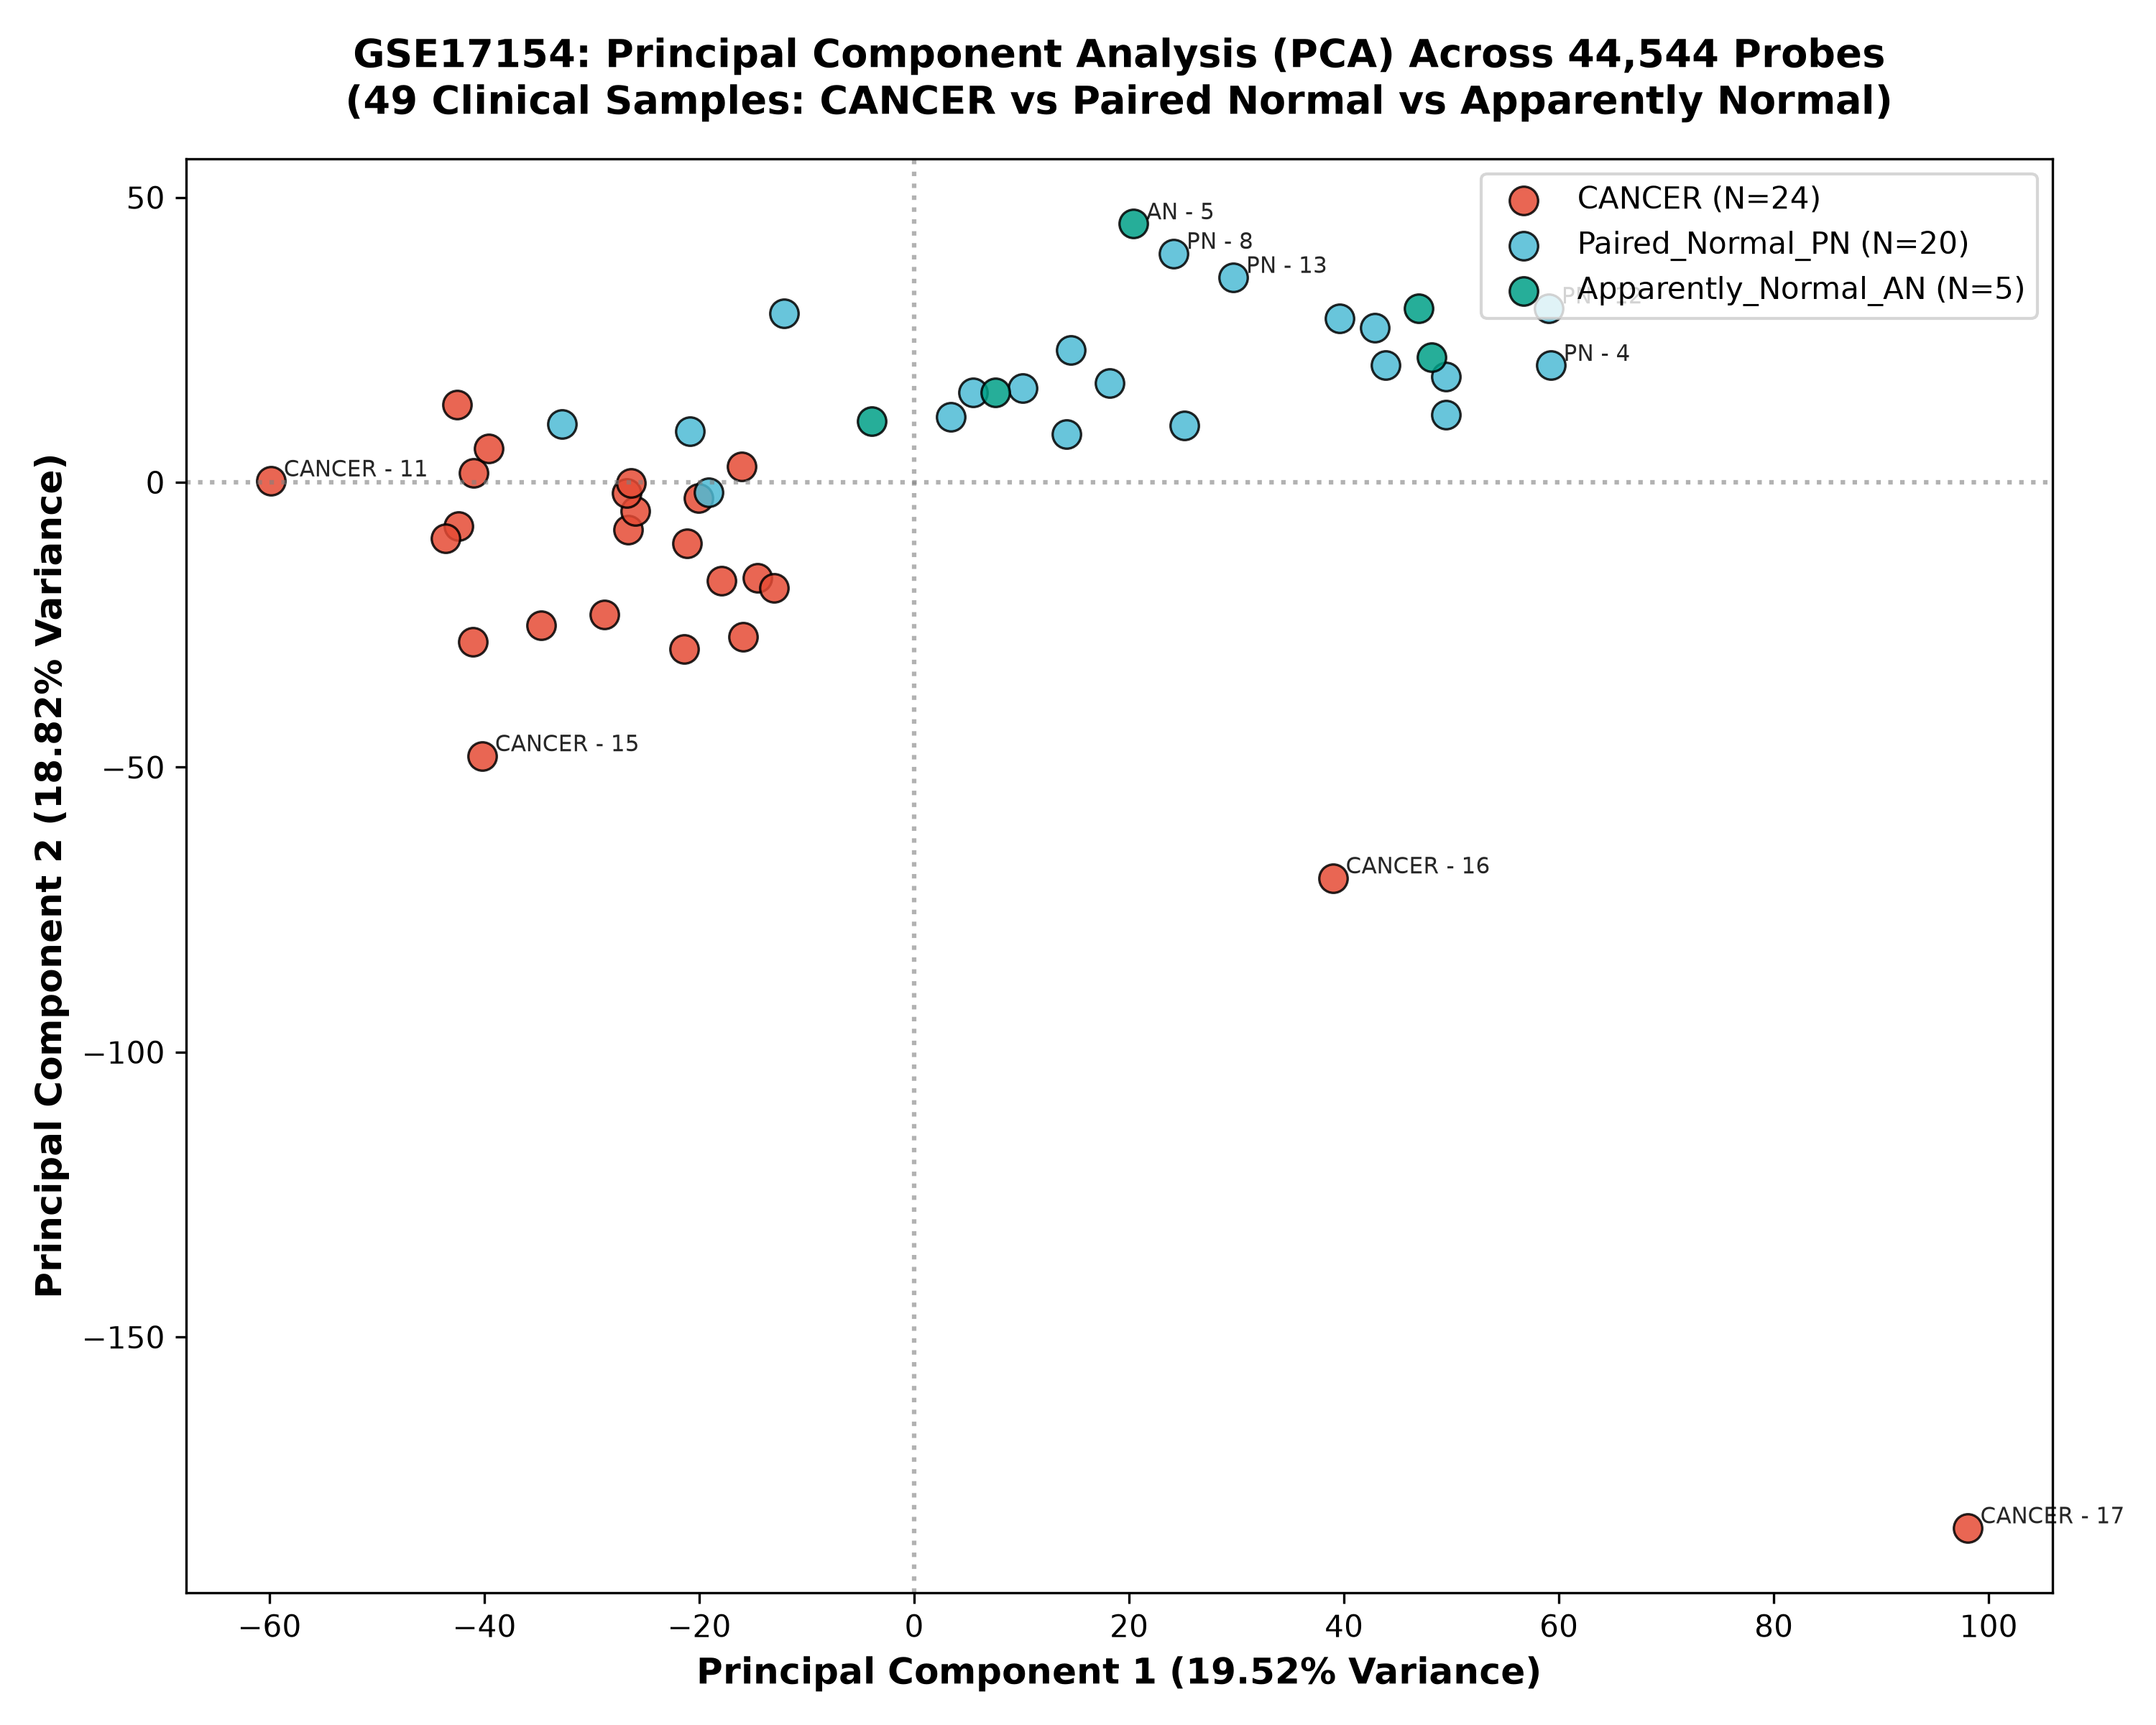 GSE17154: Principal Component Analysis (PCA) Across 44,544 Probes
(49 Clinical Samples: CANCER vs Paired Normal vs Apparently Normal)
CANCER (N=24)
Paired_Normal_PN (N=20)
Apparently_Normal_AN (N=5)
AN - 5
PN - 8
PN - 13
PN - 4
CANCER - 11
CANCER - 15
CANCER - 16
CANCER - 17
Principal Component 2 (18.82% Variance)
50
0
−50
−100
−150
−60
−40
−20
0
20
40
60
80
100
Principal Component 1 (19.52% Variance)